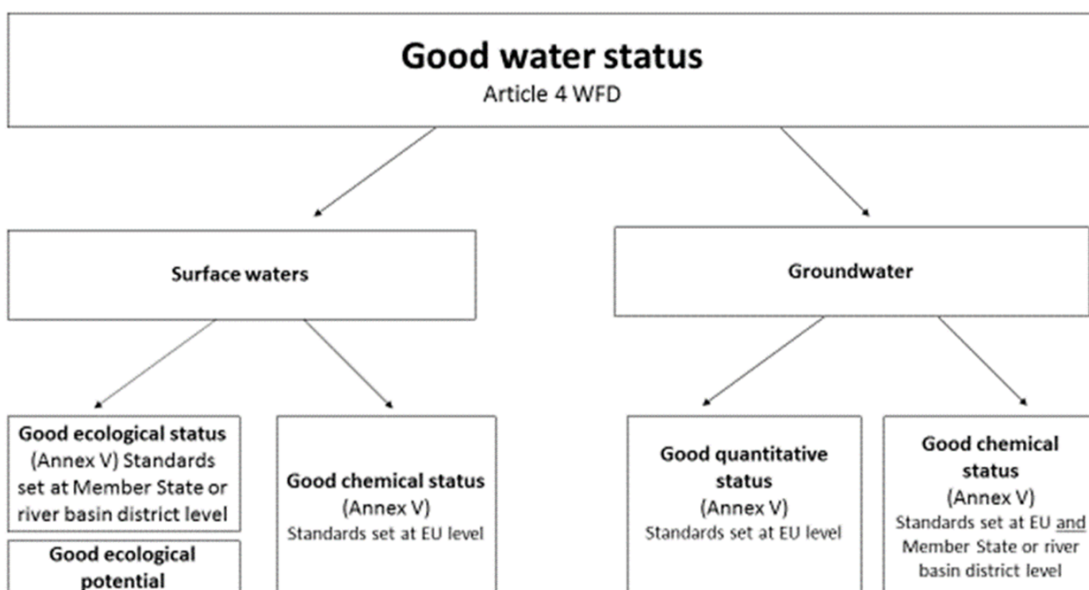 Good water status
Article 4 WFD
Surface waters
Groundwater
Good ecological status
(Annex V) Standards
set at Member State or
river basin district level
Good ecological
potential
Good chemical status
(Annex V)
Standards set at EU level
Good quantitative
status
(Annex V)
Standards set at EU level
Good chemical
status
(Annex V)
Standards set at EU and
Member State or river
basin district level